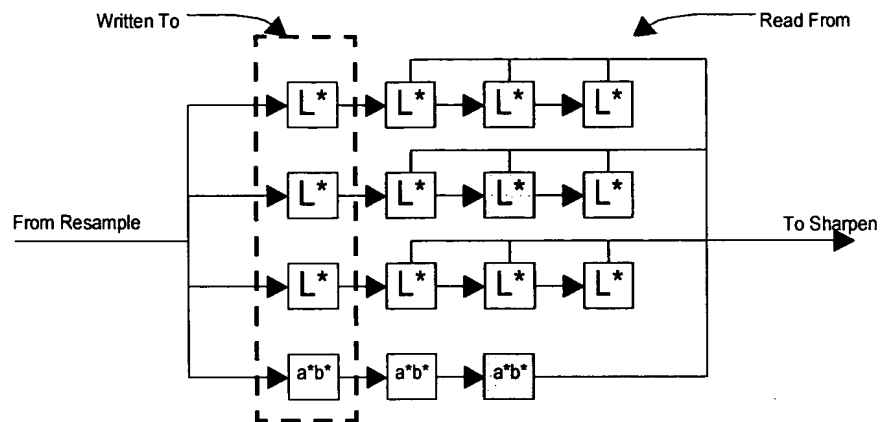 Written To
Read From
L* L* L* L*
L* L* L* L*
From Resample
To Sharpen
L* L* L* L*
a*b* a*b* a*b*